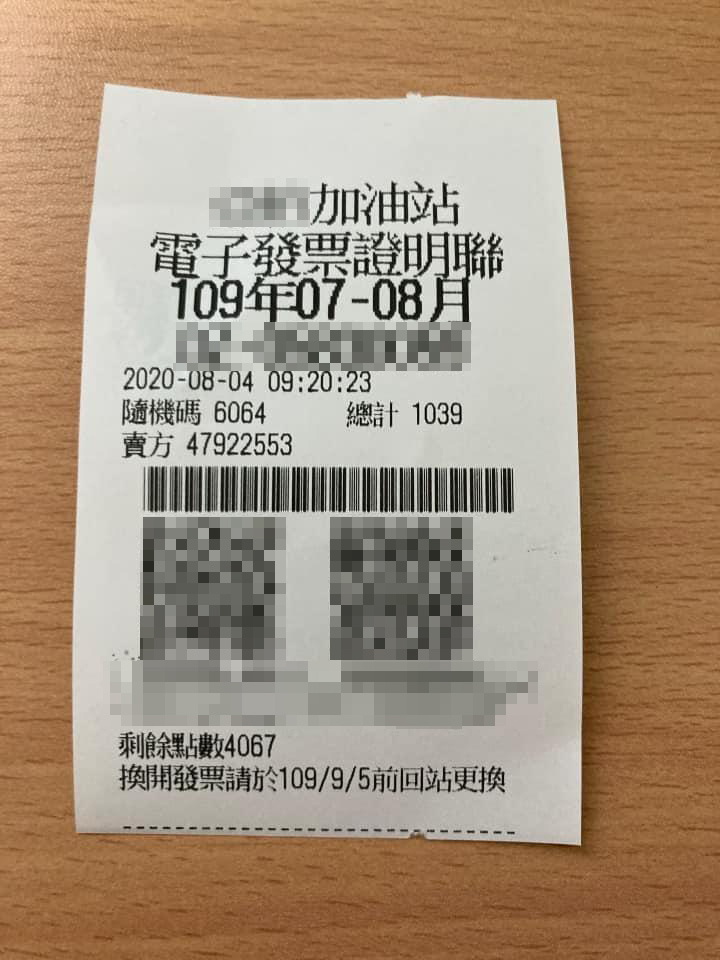 加油站
電子發票證明聯
109年07-08月
2020-08-04 09:20:23
隨機碼 6064 總計 1039
賣方 47922553
剩餘點數4067
換開發票請於109/9/5前回站更換